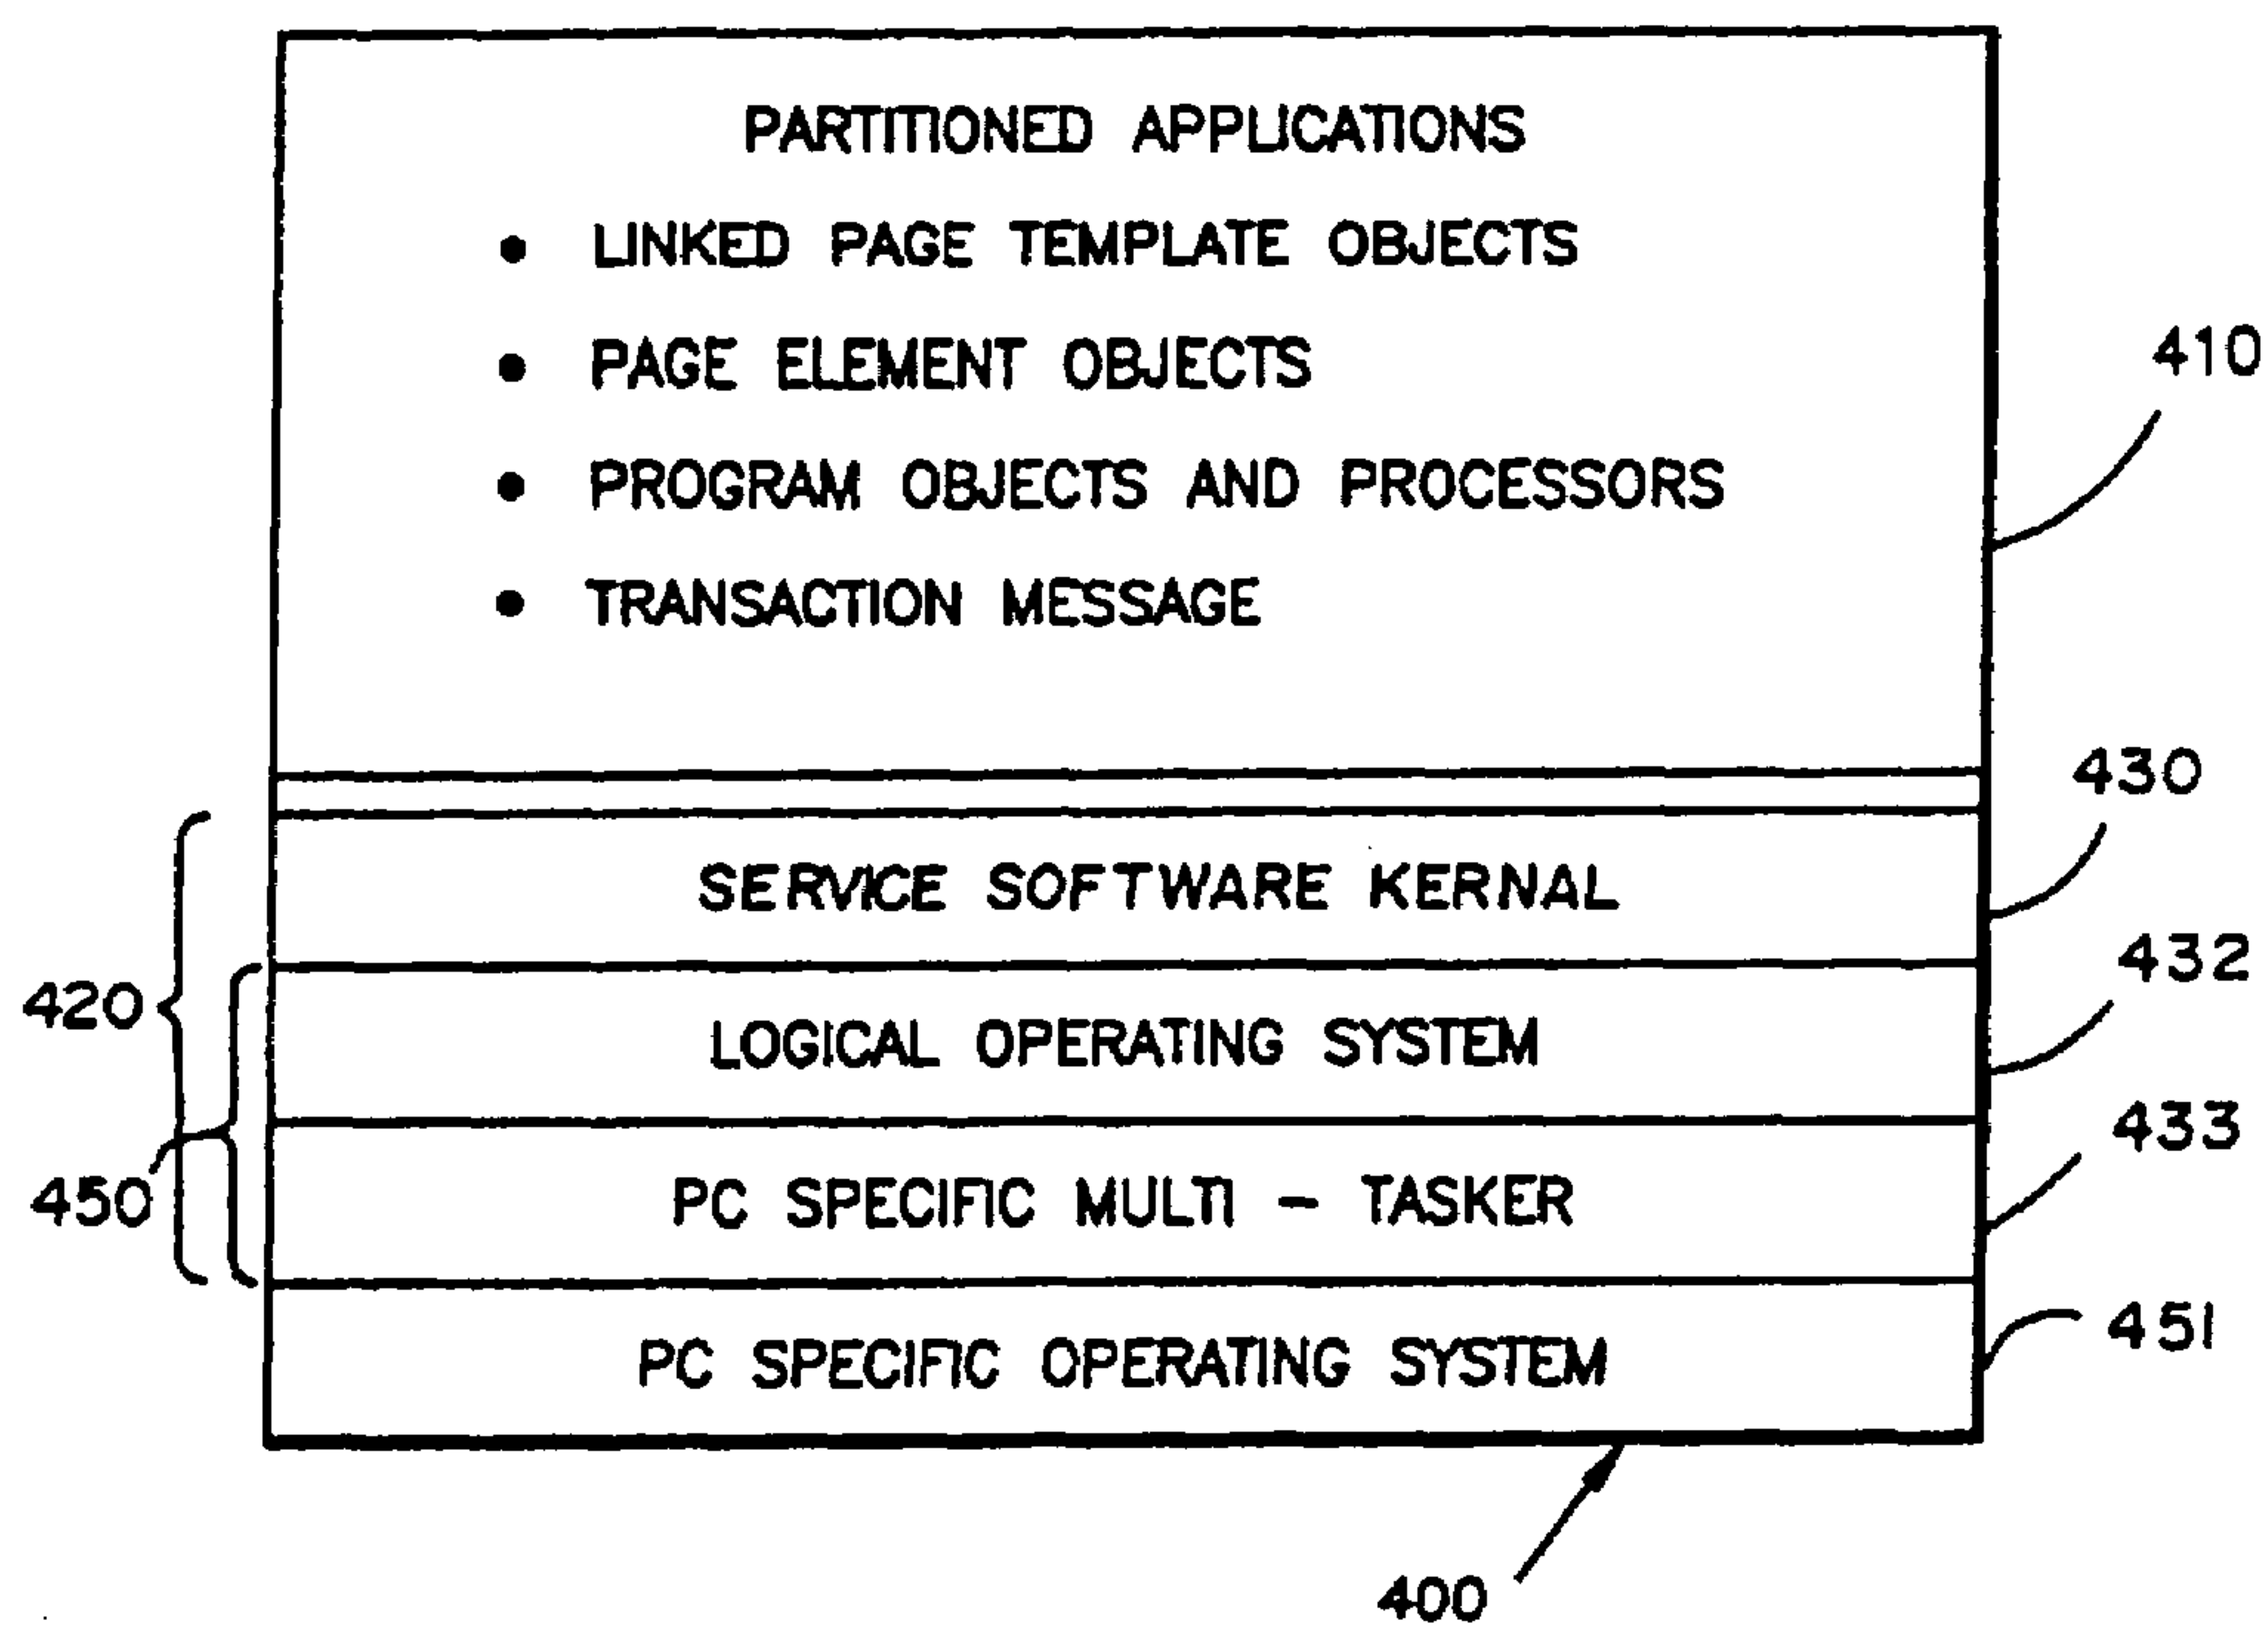 PARTITIONED APPLICATIONS
• LINKED PAGE TEMPLATE OBJECTS
• PAGE ELEMENT OBJECTS
410
• PROGRAM OBJECTS AND PROCESSORS
• TRANSACTION MESSAGE
430
SERVICE SOFTWARE KERNAL
432
420
LOGICAL OPERATING SYSTEM
433
450
PC SPECIFIC MULTI - TASKER
451
PC SPECIFIC OPERATING SYSTEM
400